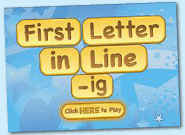 First Letter
in Line
-ig
Click HERE to Play